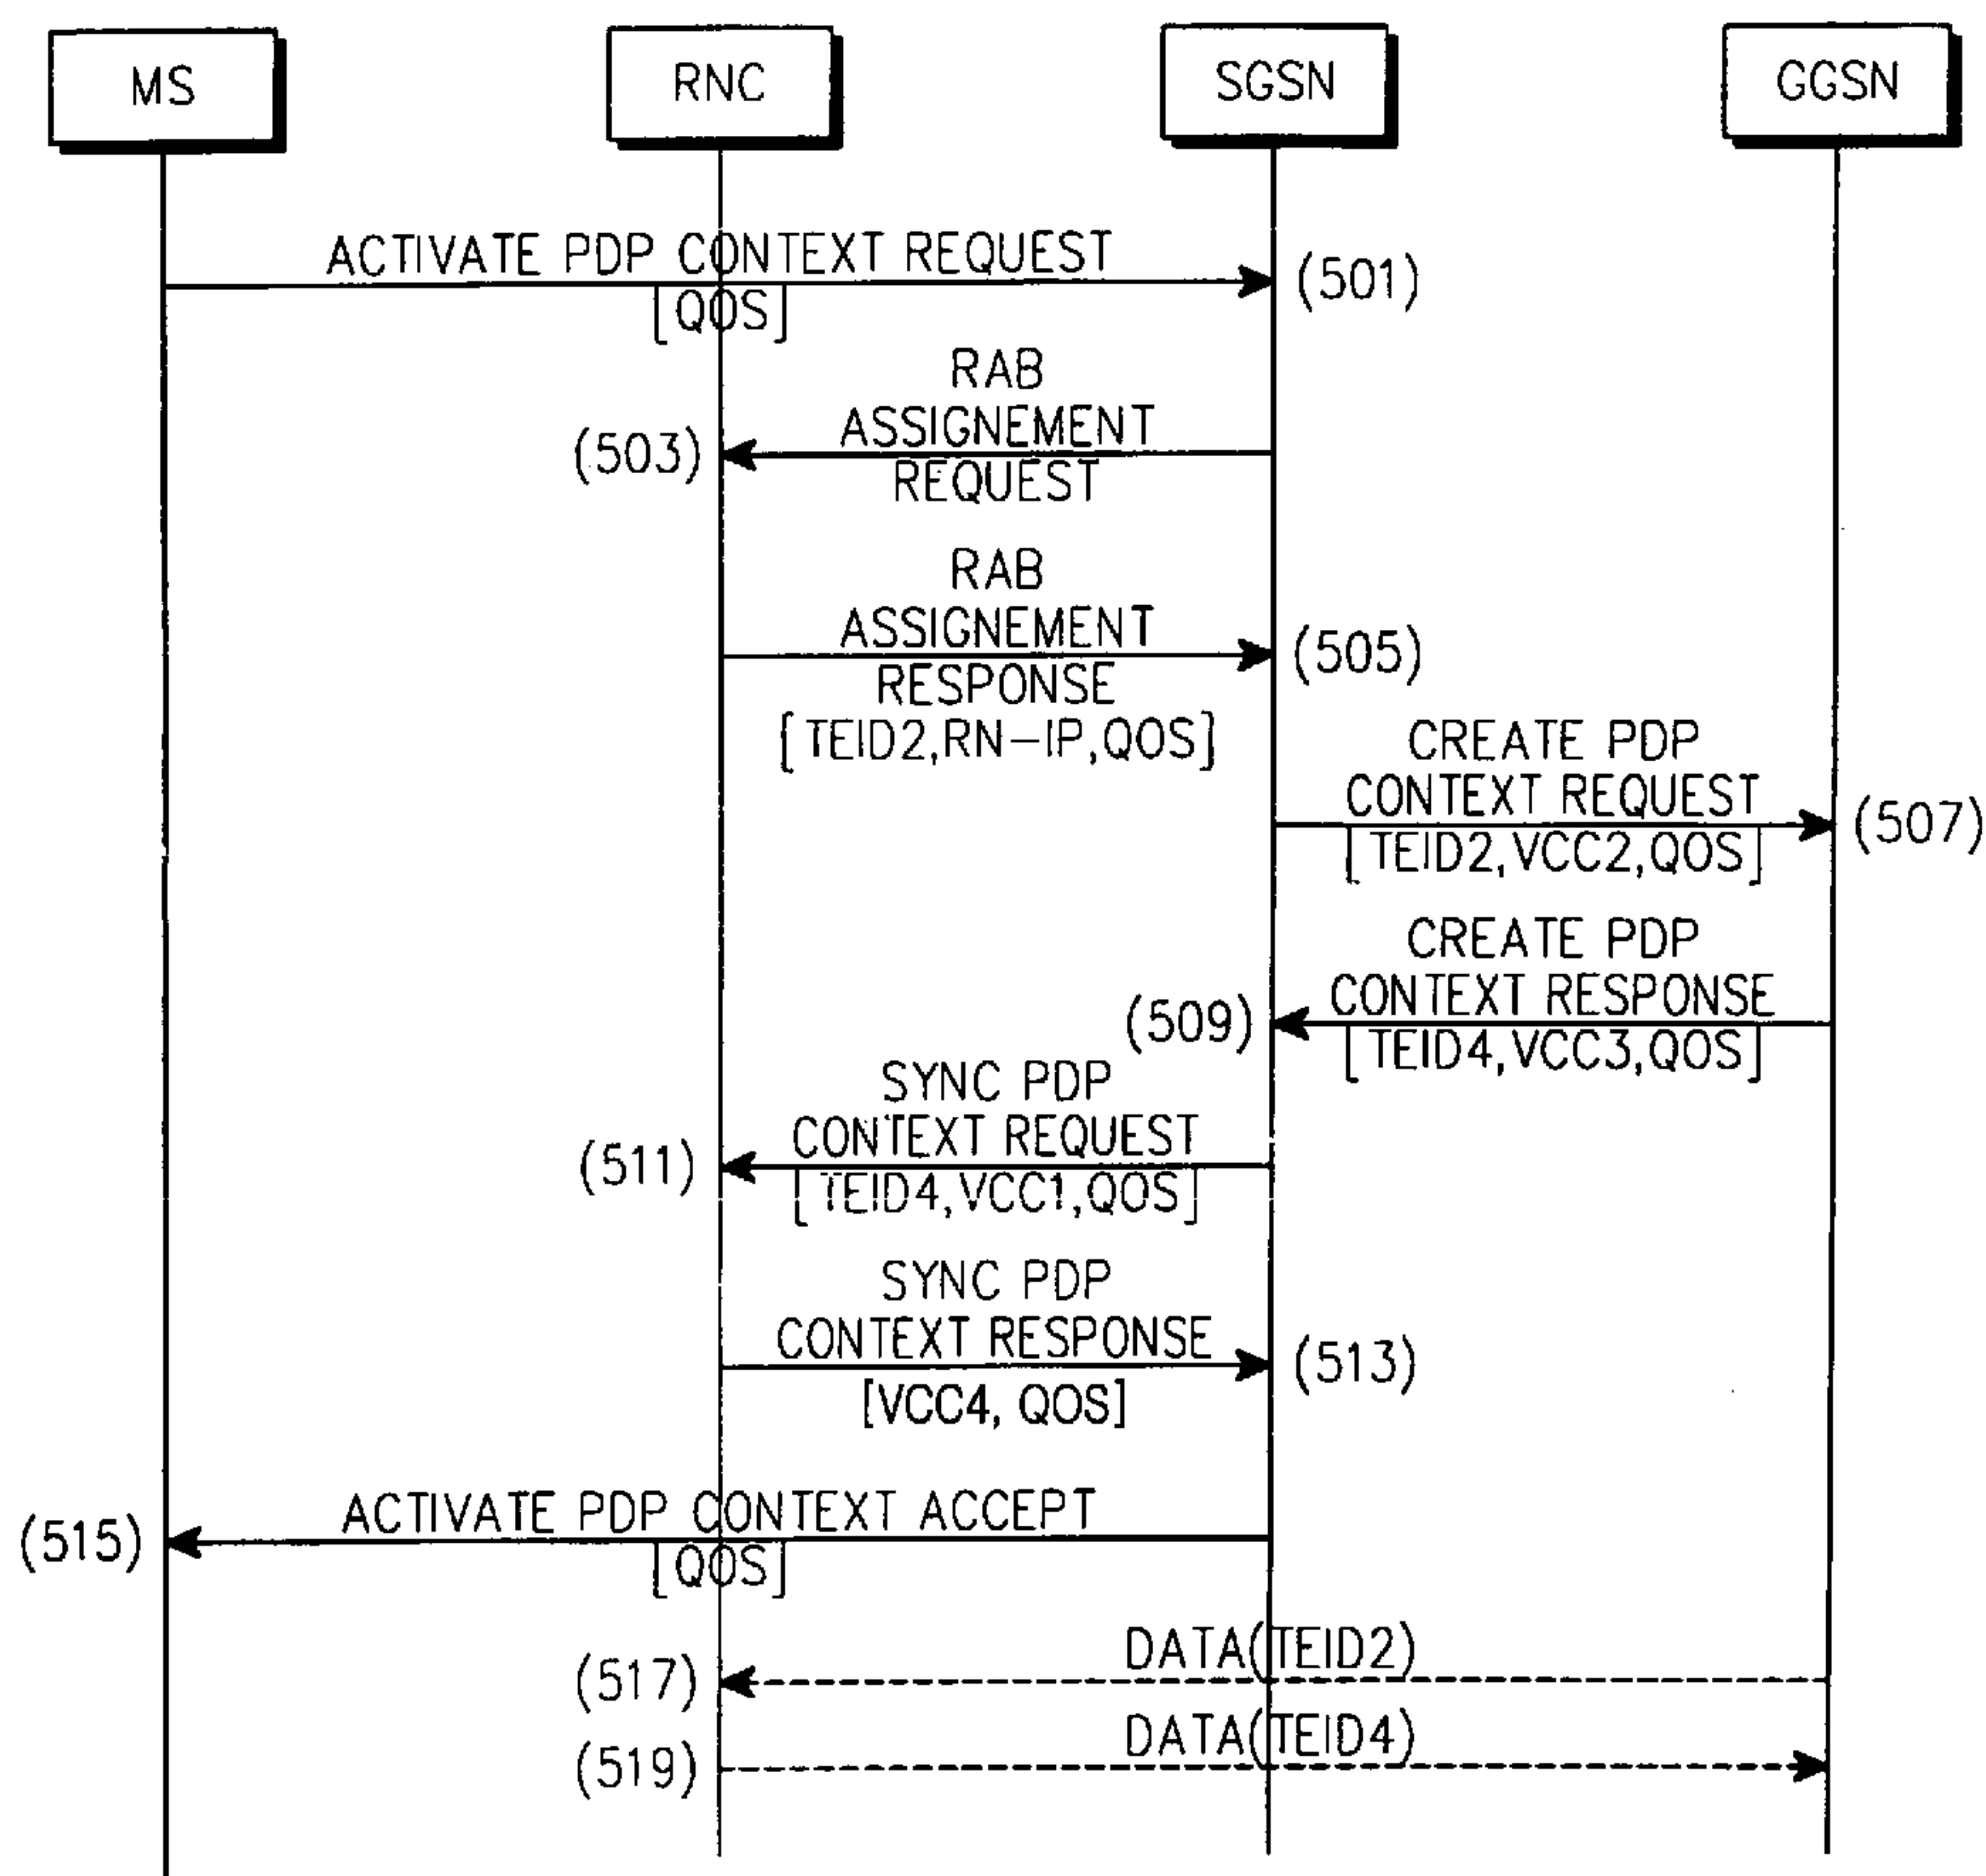 MS
RNC
SGSN
GGSN
ACTIVATE PDP CONTEXT REQUEST
(501)
[QOS]
RAB
ASSIGNEMENT
(503)
REQUEST
RAB
ASSIGNEMENT
(505)
RESPONSE
[TEID2,RN-IP,QOS]
CREATE PDP
CONTEXT REQUEST
(507)
[TEID2,VCC2,QOS]
CREATE PDP
CONTEXT RESPONSE
(509)
[TEID4,VCC3,QOS]
SYNC PDP
CONTEXT REQUEST
(511)
[TEID4,VCC1,QOS]
SYNC PDP
CONTEXT RESPONSE
(513)
[VCC4, QOS]
ACTIVATE PDP CONTEXT ACCEPT
(515)
[QOS]
DATA(TEID2)
(517)
DATA(TEID4)
(519)